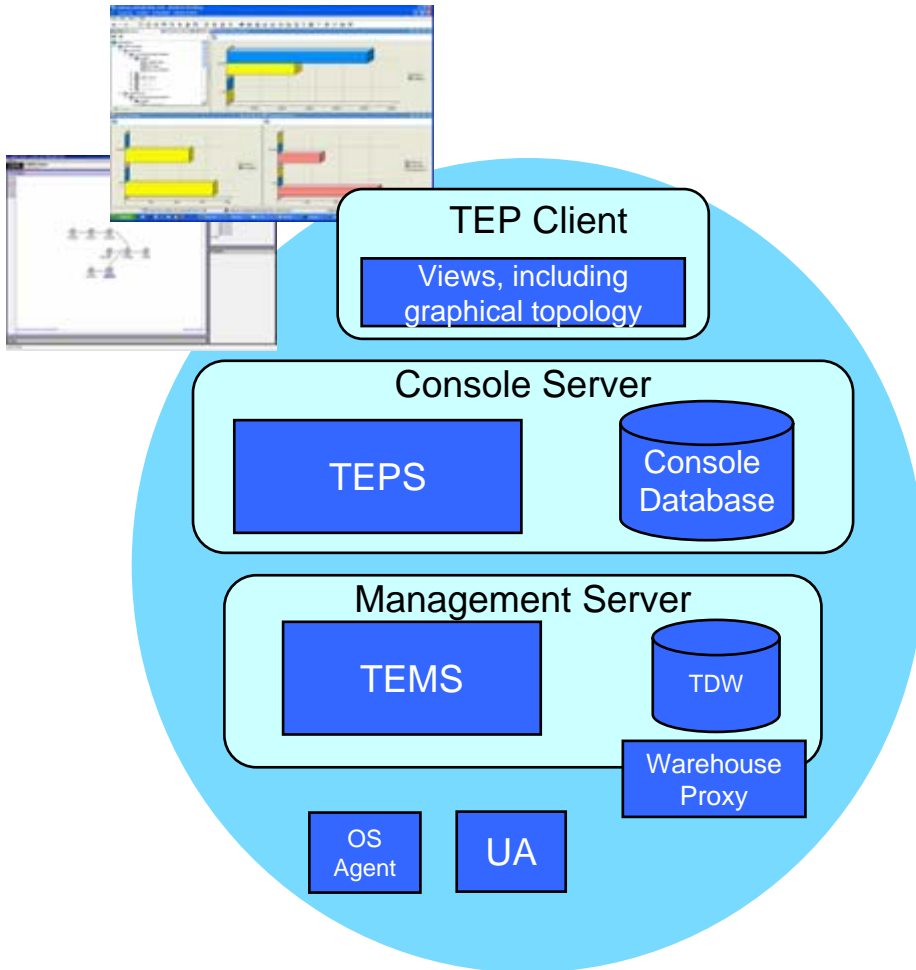 TEP Client
Views, including
graphical topology
Console Server
TEPS
Console
Database
Management Server
TEMS
TDW
Warehouse
Proxy
OS
Agent
UA